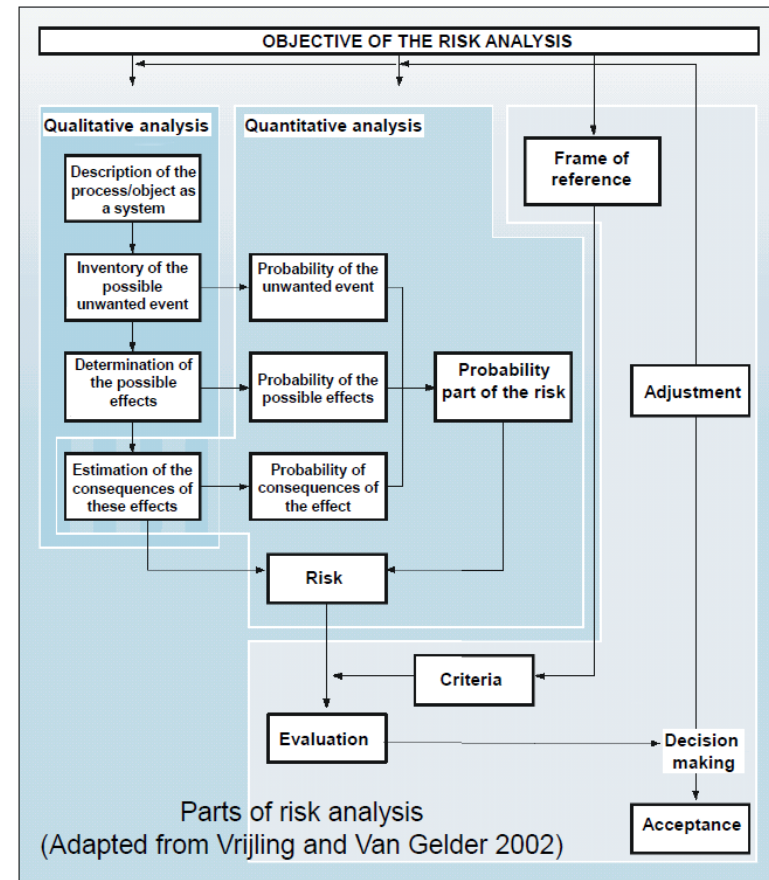 OBJECTIVE OF THE RISK ANALYSIS
Qualitative analysis
Quantitative analysis
Description of the
process/object as
a system
Frame of
reference
Inventory of the
possible
unwanted event
Probability of the
unwanted event
Determination of
the possible
effects
Probability of the
possible effects
Probability
part of the risk
Adjustment
Estimation of the
consequences of
these effects
Probability of
consequences of
the effect
Risk
Criteria
Evaluation
Decision
making
Acceptance
Parts of risk analysis
(Adapted from Vrijling and Van Gelder 2002)